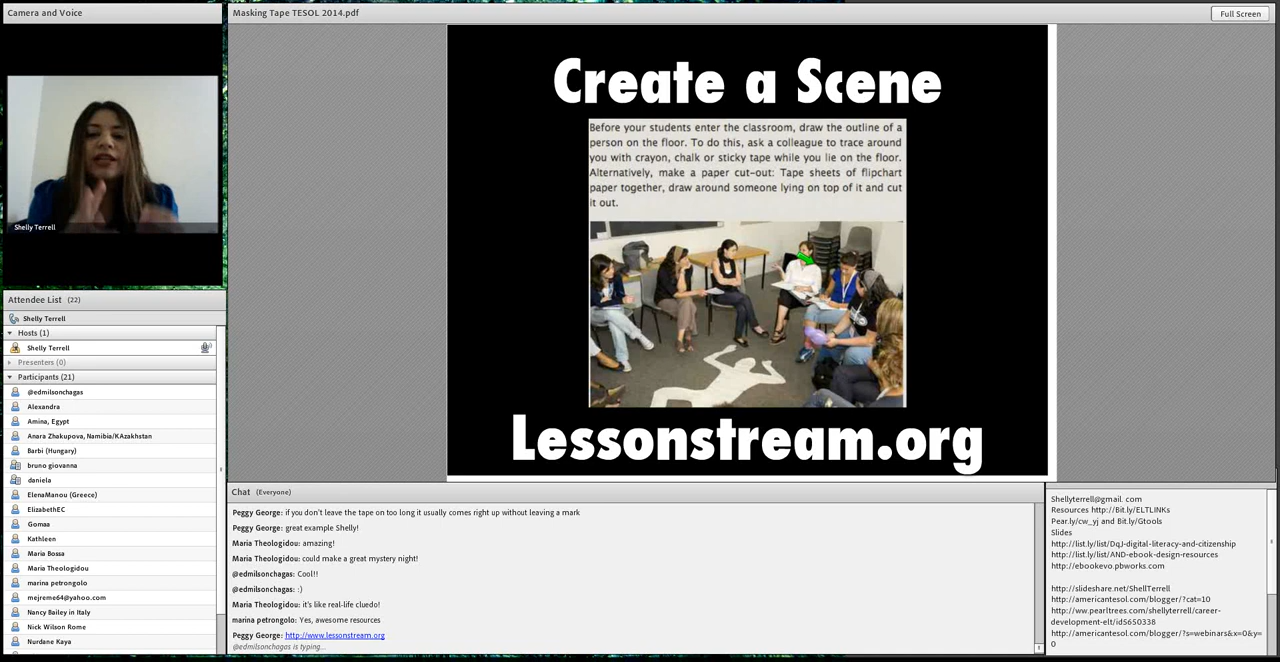 Camera and Voice
Shelly Terrell
Attendee List (22)
Shelly Terrell
Hosts (1)
Shelly Terrell
Presenters (0)
Participants (21)
@edmilsonchagas
Alexandra
Amina, Egypt
Anara Zhakupova, Namibia/KAzakhstan
Barbi (Hungary)
bruno giovanna
daniela
ElenaManou (Greece)
ElizabethEC
Gomaa
Kathleen
Maria Bossa
Maria Theologidou
marina petrongolo
mejreme64@yahoo.com
Nancy Bailey in Italy
Nick Wilson Rome
Nurdane Kaya
Masking Tape TESOL 2014.pdf
Full Screen
Create a Scene
Before your students enter the classroom, draw the outline of a
person on the floor. To do this, ask a colleague to trace around
you with crayon, chalk or sticky tape while you lie on the floor.
Alternatively, make a paper cut-out: Tape sheets of flipchart
paper together, draw around someone lying on top of it and cut
it out.
Lessonstream.org
Chat (Everyone)
Peggy George: if you don't leave the tape on too long it usually comes right up without leaving a mark
Peggy George: great example Shelly!
Maria Theologidou: amazing!
Maria Theologidou: could make a great mystery night!
@edmilsonchagas: Cool!!
@edmilsonchagas: :)
Maria Theologidou: it's like real-life cluedo!
marina petrongolo: Yes, awesome resources
Peggy George: http://www.lessonstream.org
@edmilsonchagas is typing...
Shellyterrell@gmail. com
Resources http://Bit.ly/ELTLINKs
Pear.ly/cw_yj and Bit.ly/Gtools
Slides
http://list.ly/list/DqJ-digital-literacy-and-citizenship
http://list.ly/list/AND-ebook-design-resources
http://ebookevo.pbworks.com
http://slideshare.net/ShellTerrell
http://americantesol.com/blogger/?cat=10
http://ww.pearltrees.com/shellyterrell/career-
development-elt/id5650338
http://americantesol.com/blogger/?s=webinars&x=0&y=
0